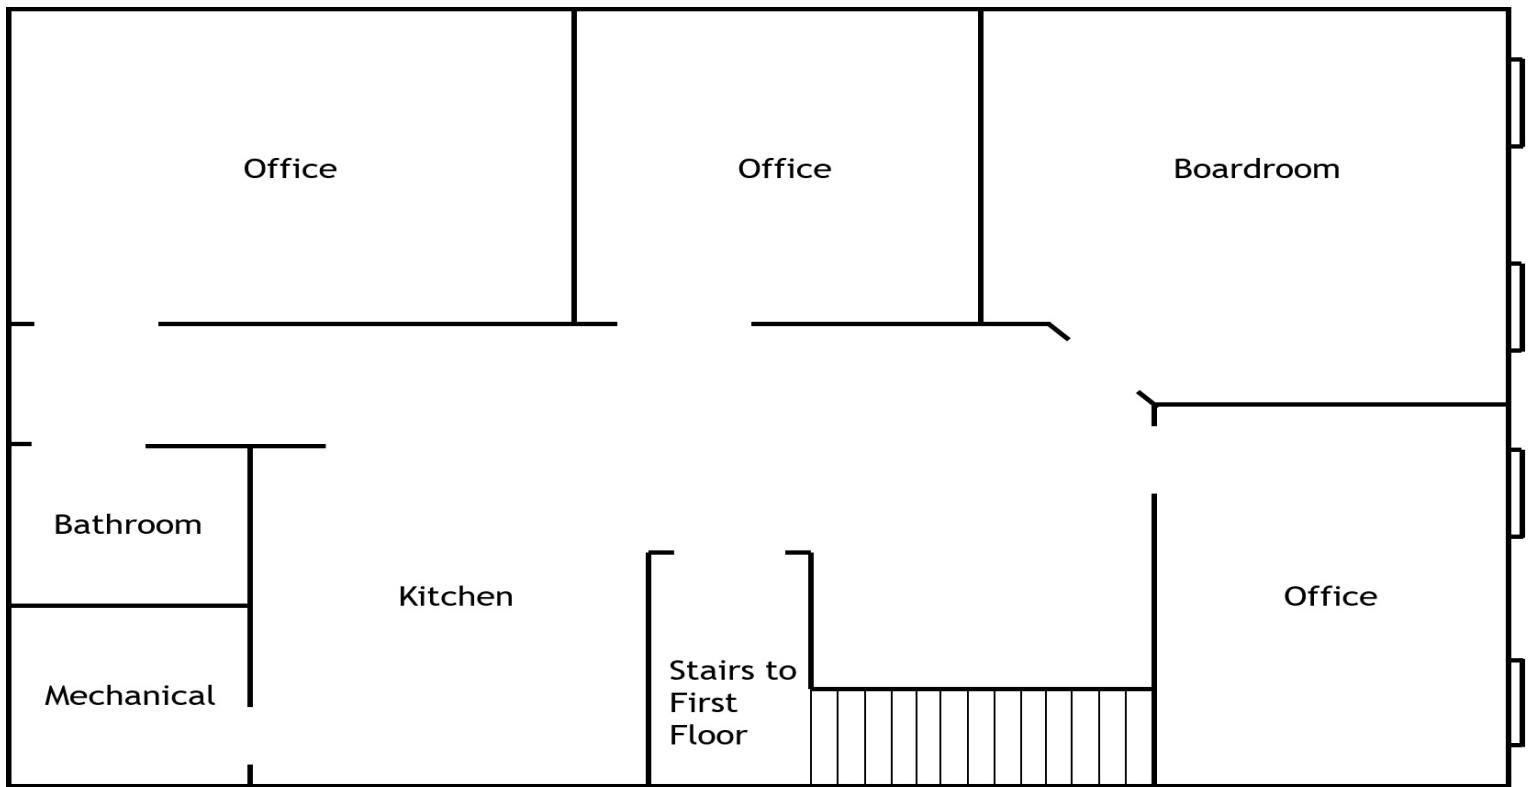 Office
Office
Boardroom
Bathroom
Kitchen
Office
Mechanical
Stairs to
First
Floor